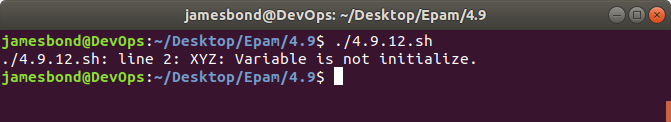 jamesbond@DevOps: ~/Desktop/Epam/4.9
jamesbond@DevOps:~/Desktop/Epam/4.9$ ./4.9.12.sh
./4.9.12.sh: line 2: XYZ: Variable is not initialize.
jamesbond@DevOps:~/Desktop/Epam/4.9$